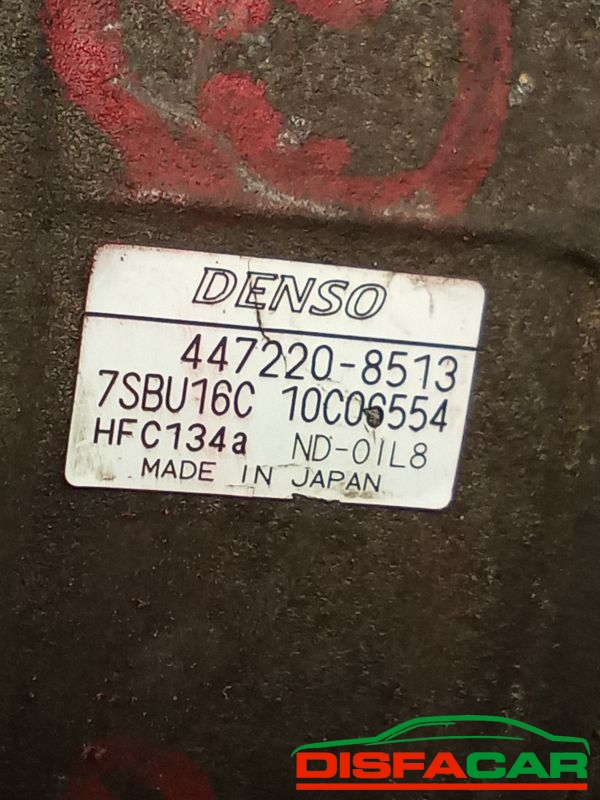 DENSO
447220-8513
7SBU16C 10C06554
HFC134a ND-OIL8
MADE IN JAPAN
DISFACAR